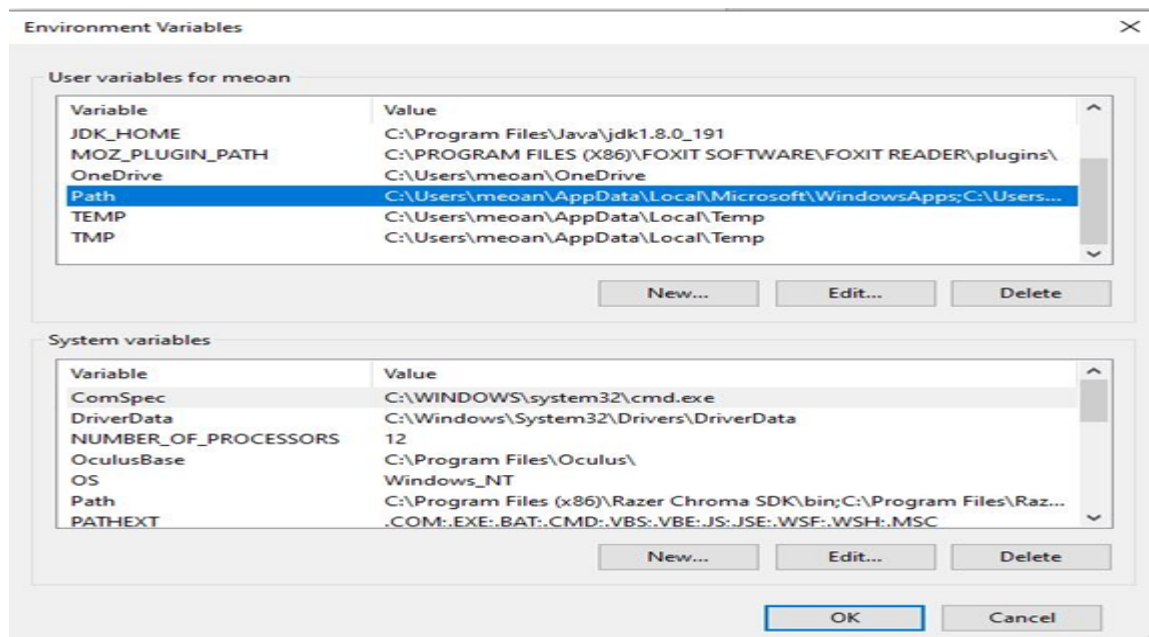 Environment Variables
User variables for meoan
Variable Value
JDK_HOME C:\Program Files\Java\jdk1.8.0_191
MOZ_PLUGIN_PATH C:\PROGRAM FILES (X86)\FOXIT SOFTWARE\FOXIT READER\plugins\
OneDrive C:\Users\meoan\OneDrive
Path C:\Users\meoan\AppData\Local\Microsoft\WindowsApps;C:\Users...
TEMP C:\Users\meoan\AppData\Local\Temp
TMP C:\Users\meoan\AppData\Local\Temp
New... Edit... Delete
System variables
Variable Value
ComSpec C:\WINDOWS\system32\cmd.exe
DriverData C:\Windows\System32\Drivers\DriverData
NUMBER_OF_PROCESSORS 12
OculusBase C:\Program Files\Oculus\
OS Windows_NT
Path C:\Program Files (x86)\Razer Chroma SDK\bin;C:\Program Files\Raz...
PATHEXT .COM;.EXE;.BAT;.CMD;.VBS;.VBE;.JS;.JSE;.WSF;.WSH;.MSC
New... Edit... Delete
OK Cancel